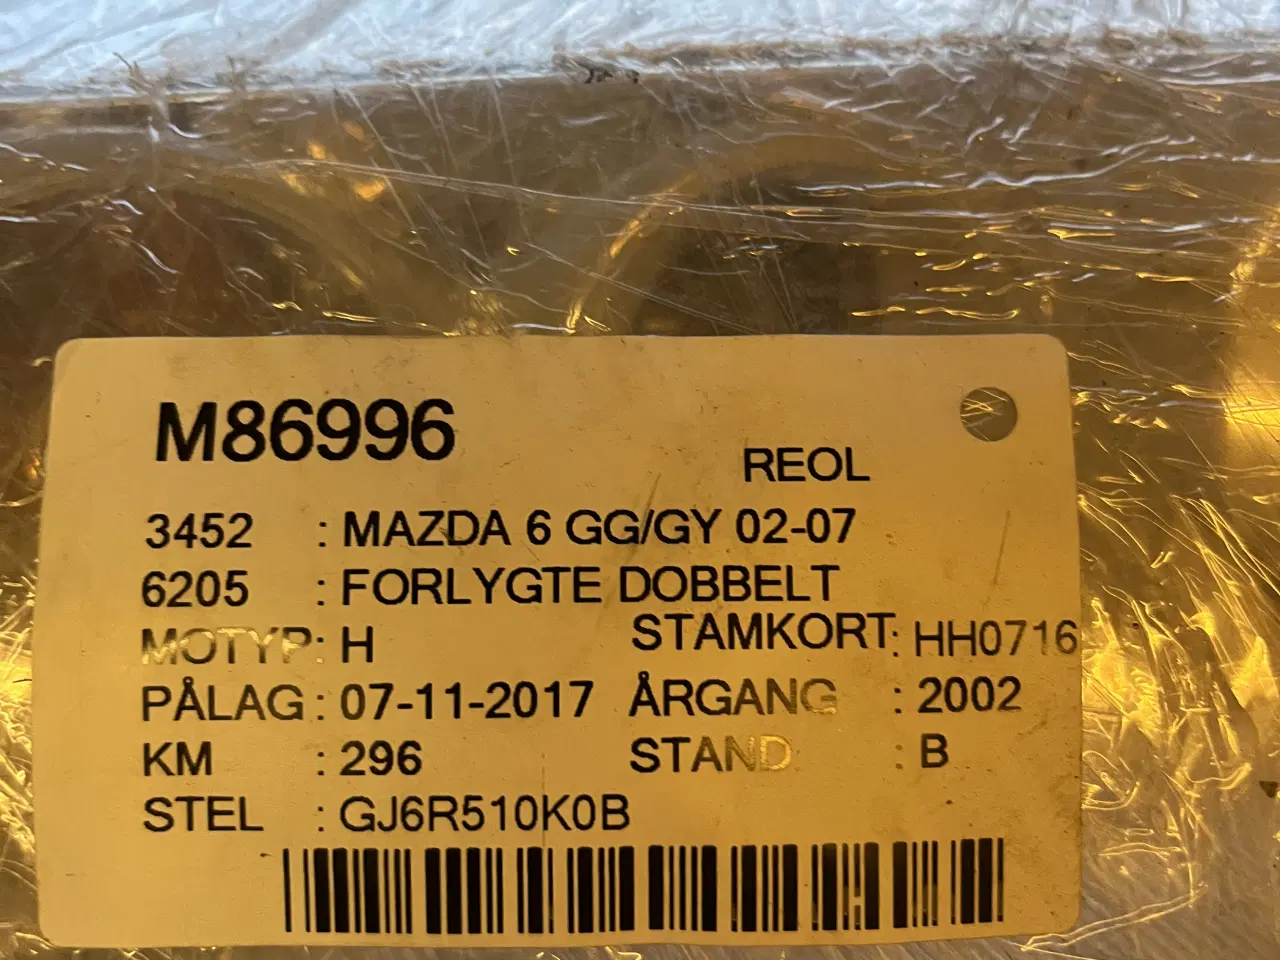 M86996
REOL
3452 : MAZDA 6 GG/GY 02-07
6205 : FORLYGTE DOBBELT
MOTYP : H STAMKORT : HH0716
PÅLAG : 07-11-2017 ÅRGANG : 2002
KM : 296 STAND : B
STEL : GJ6R510K0B